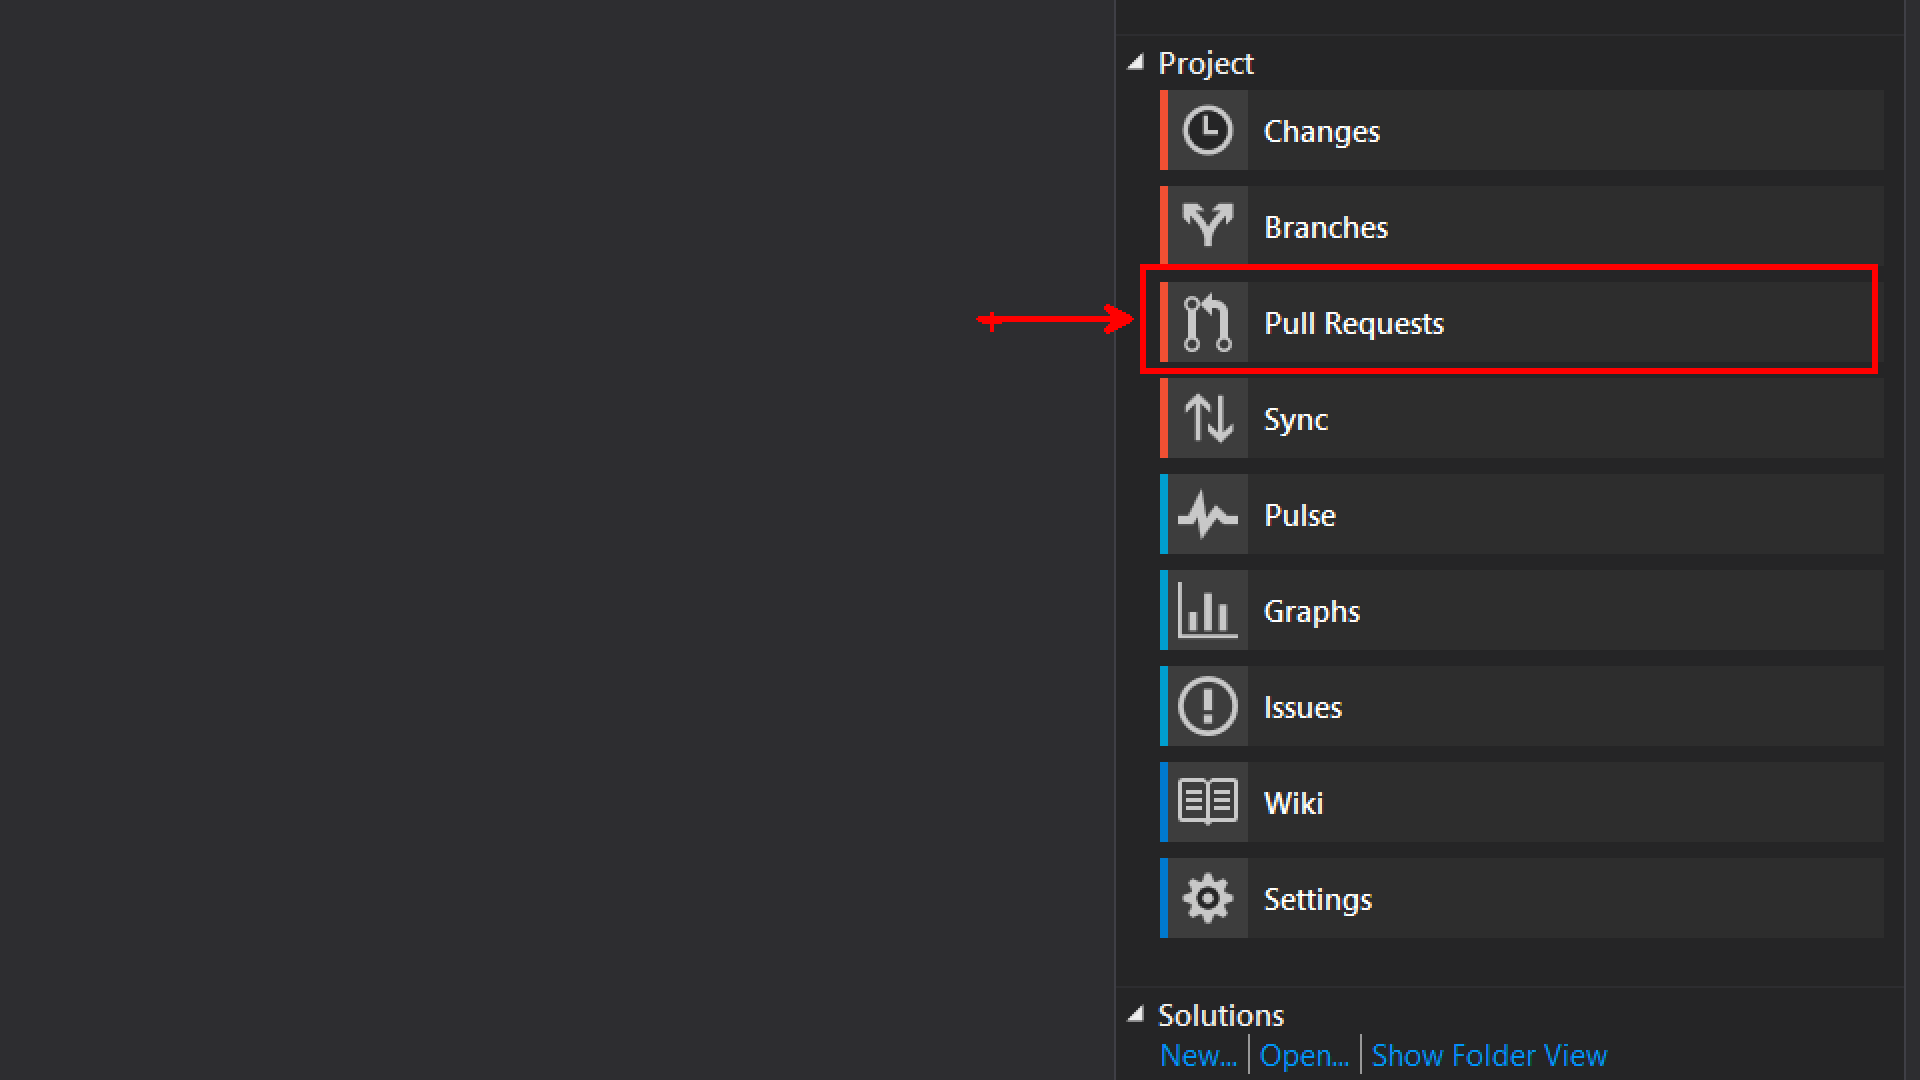 Project
Changes
Branches
Pull Requests
Sync
Pulse
Graphs
Issues
Wiki
Settings
Solutions
New... Open... Show Folder View